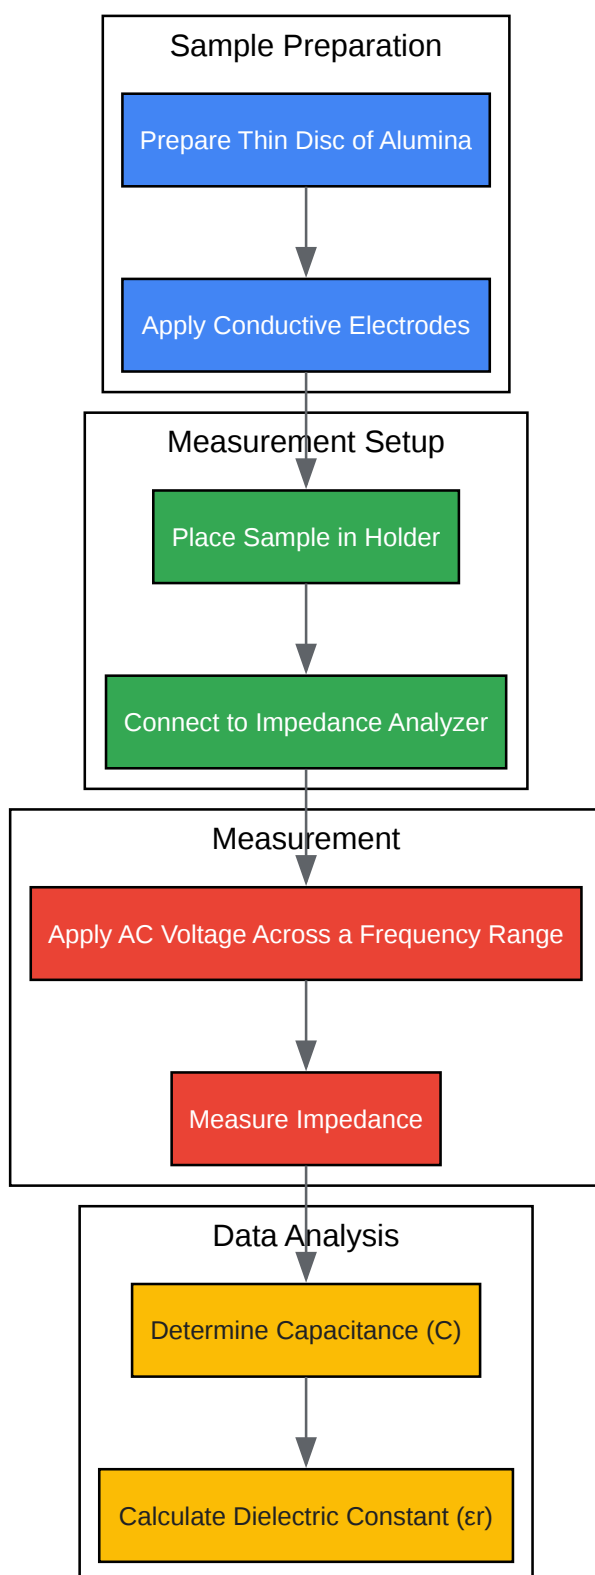 Sample Preparation
Prepare Thin Disc of Alumina
Apply Conductive Electrodes
Measurement Setup
Place Sample in Holder
Connect to Impedance Analyzer
Measurement
Apply AC Voltage Across a Frequency Range
Measure Impedance
Data Analysis
Determine Capacitance (C)
Calculate Dielectric Constant (εr)